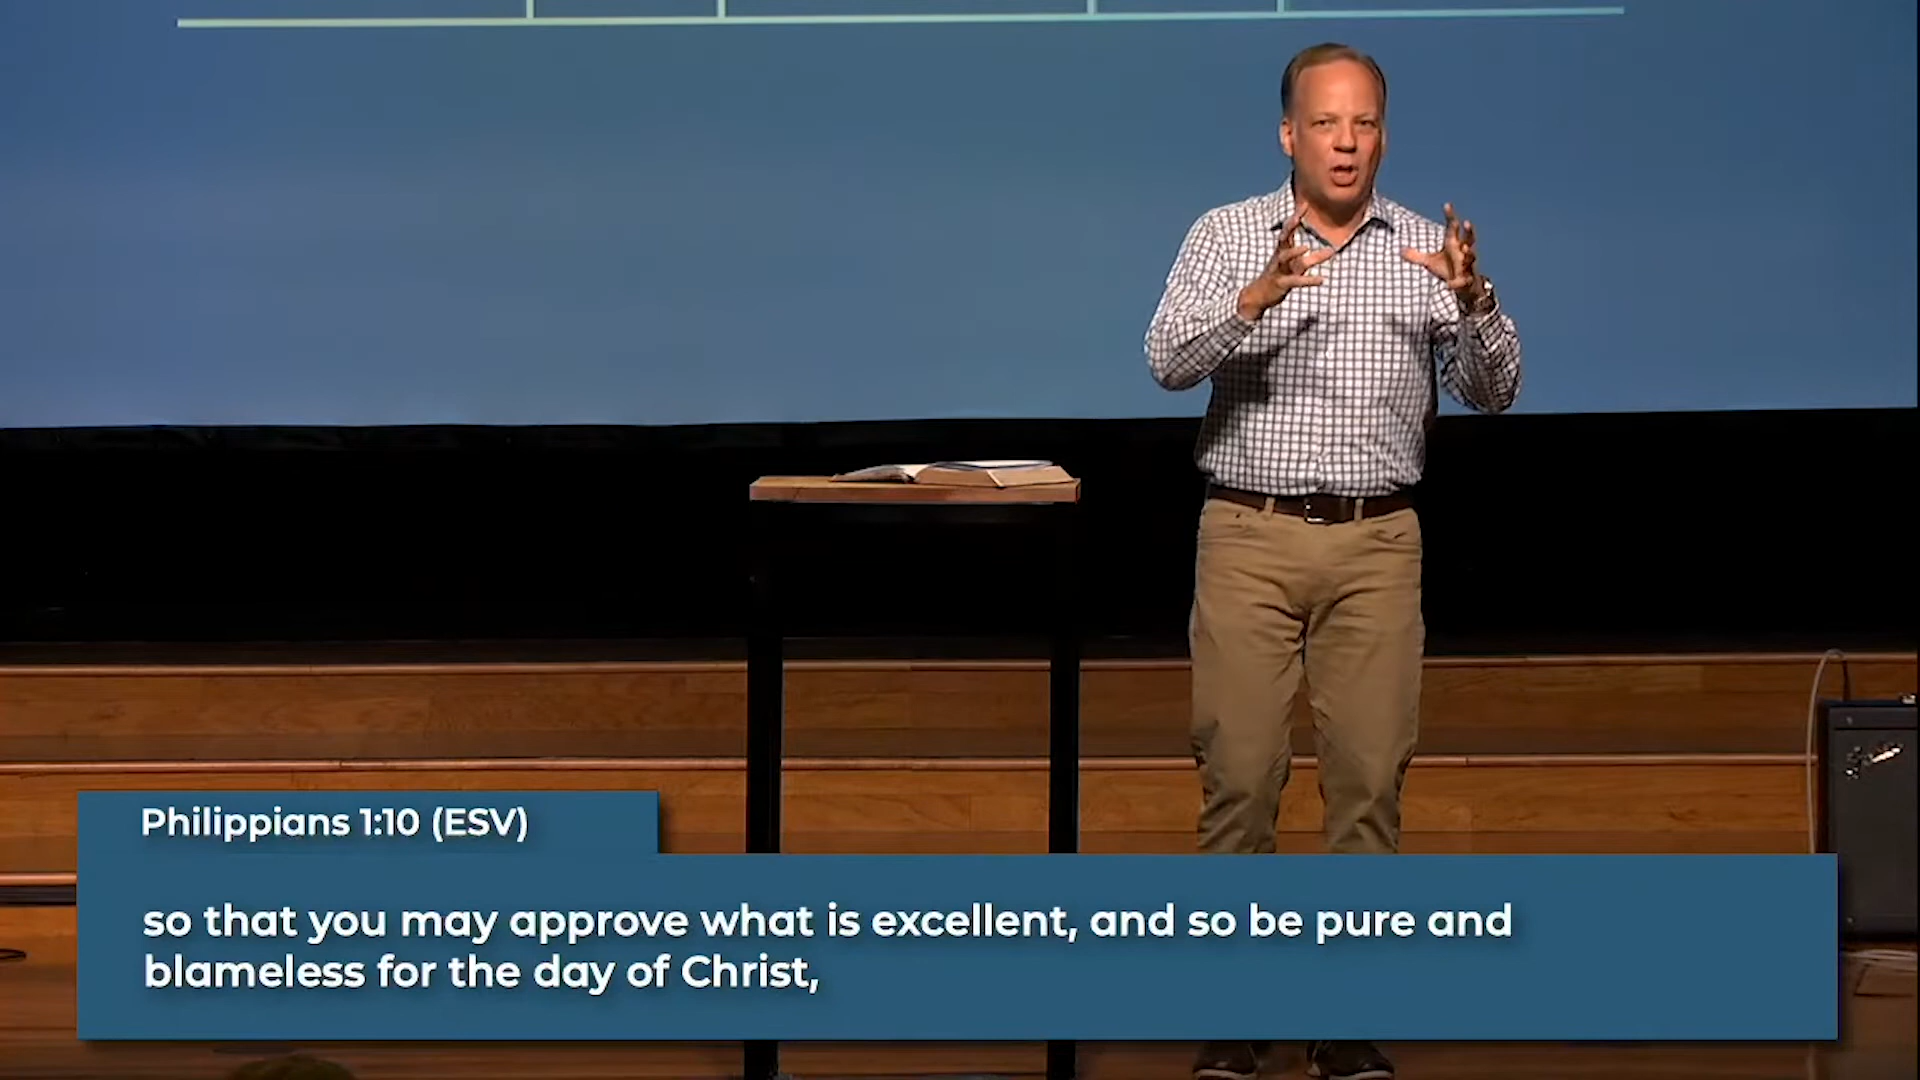 Philippians 1:10 (ESV)
so that you may approve what is excellent, and so be pure and
blameless for the day of Christ,